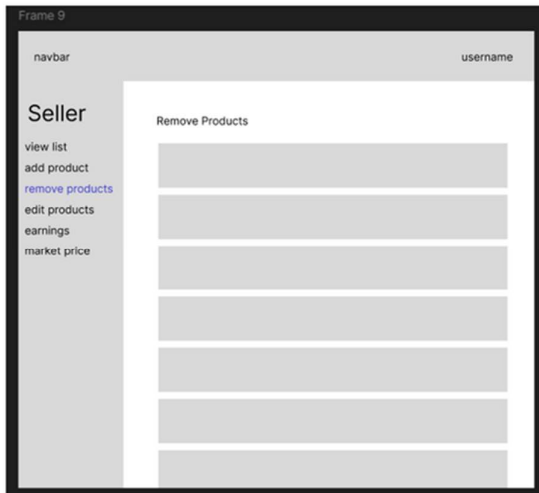 Frame 9
navbar username
Seller
Remove Products
view list
add product
remove products
edit products
earnings
market price